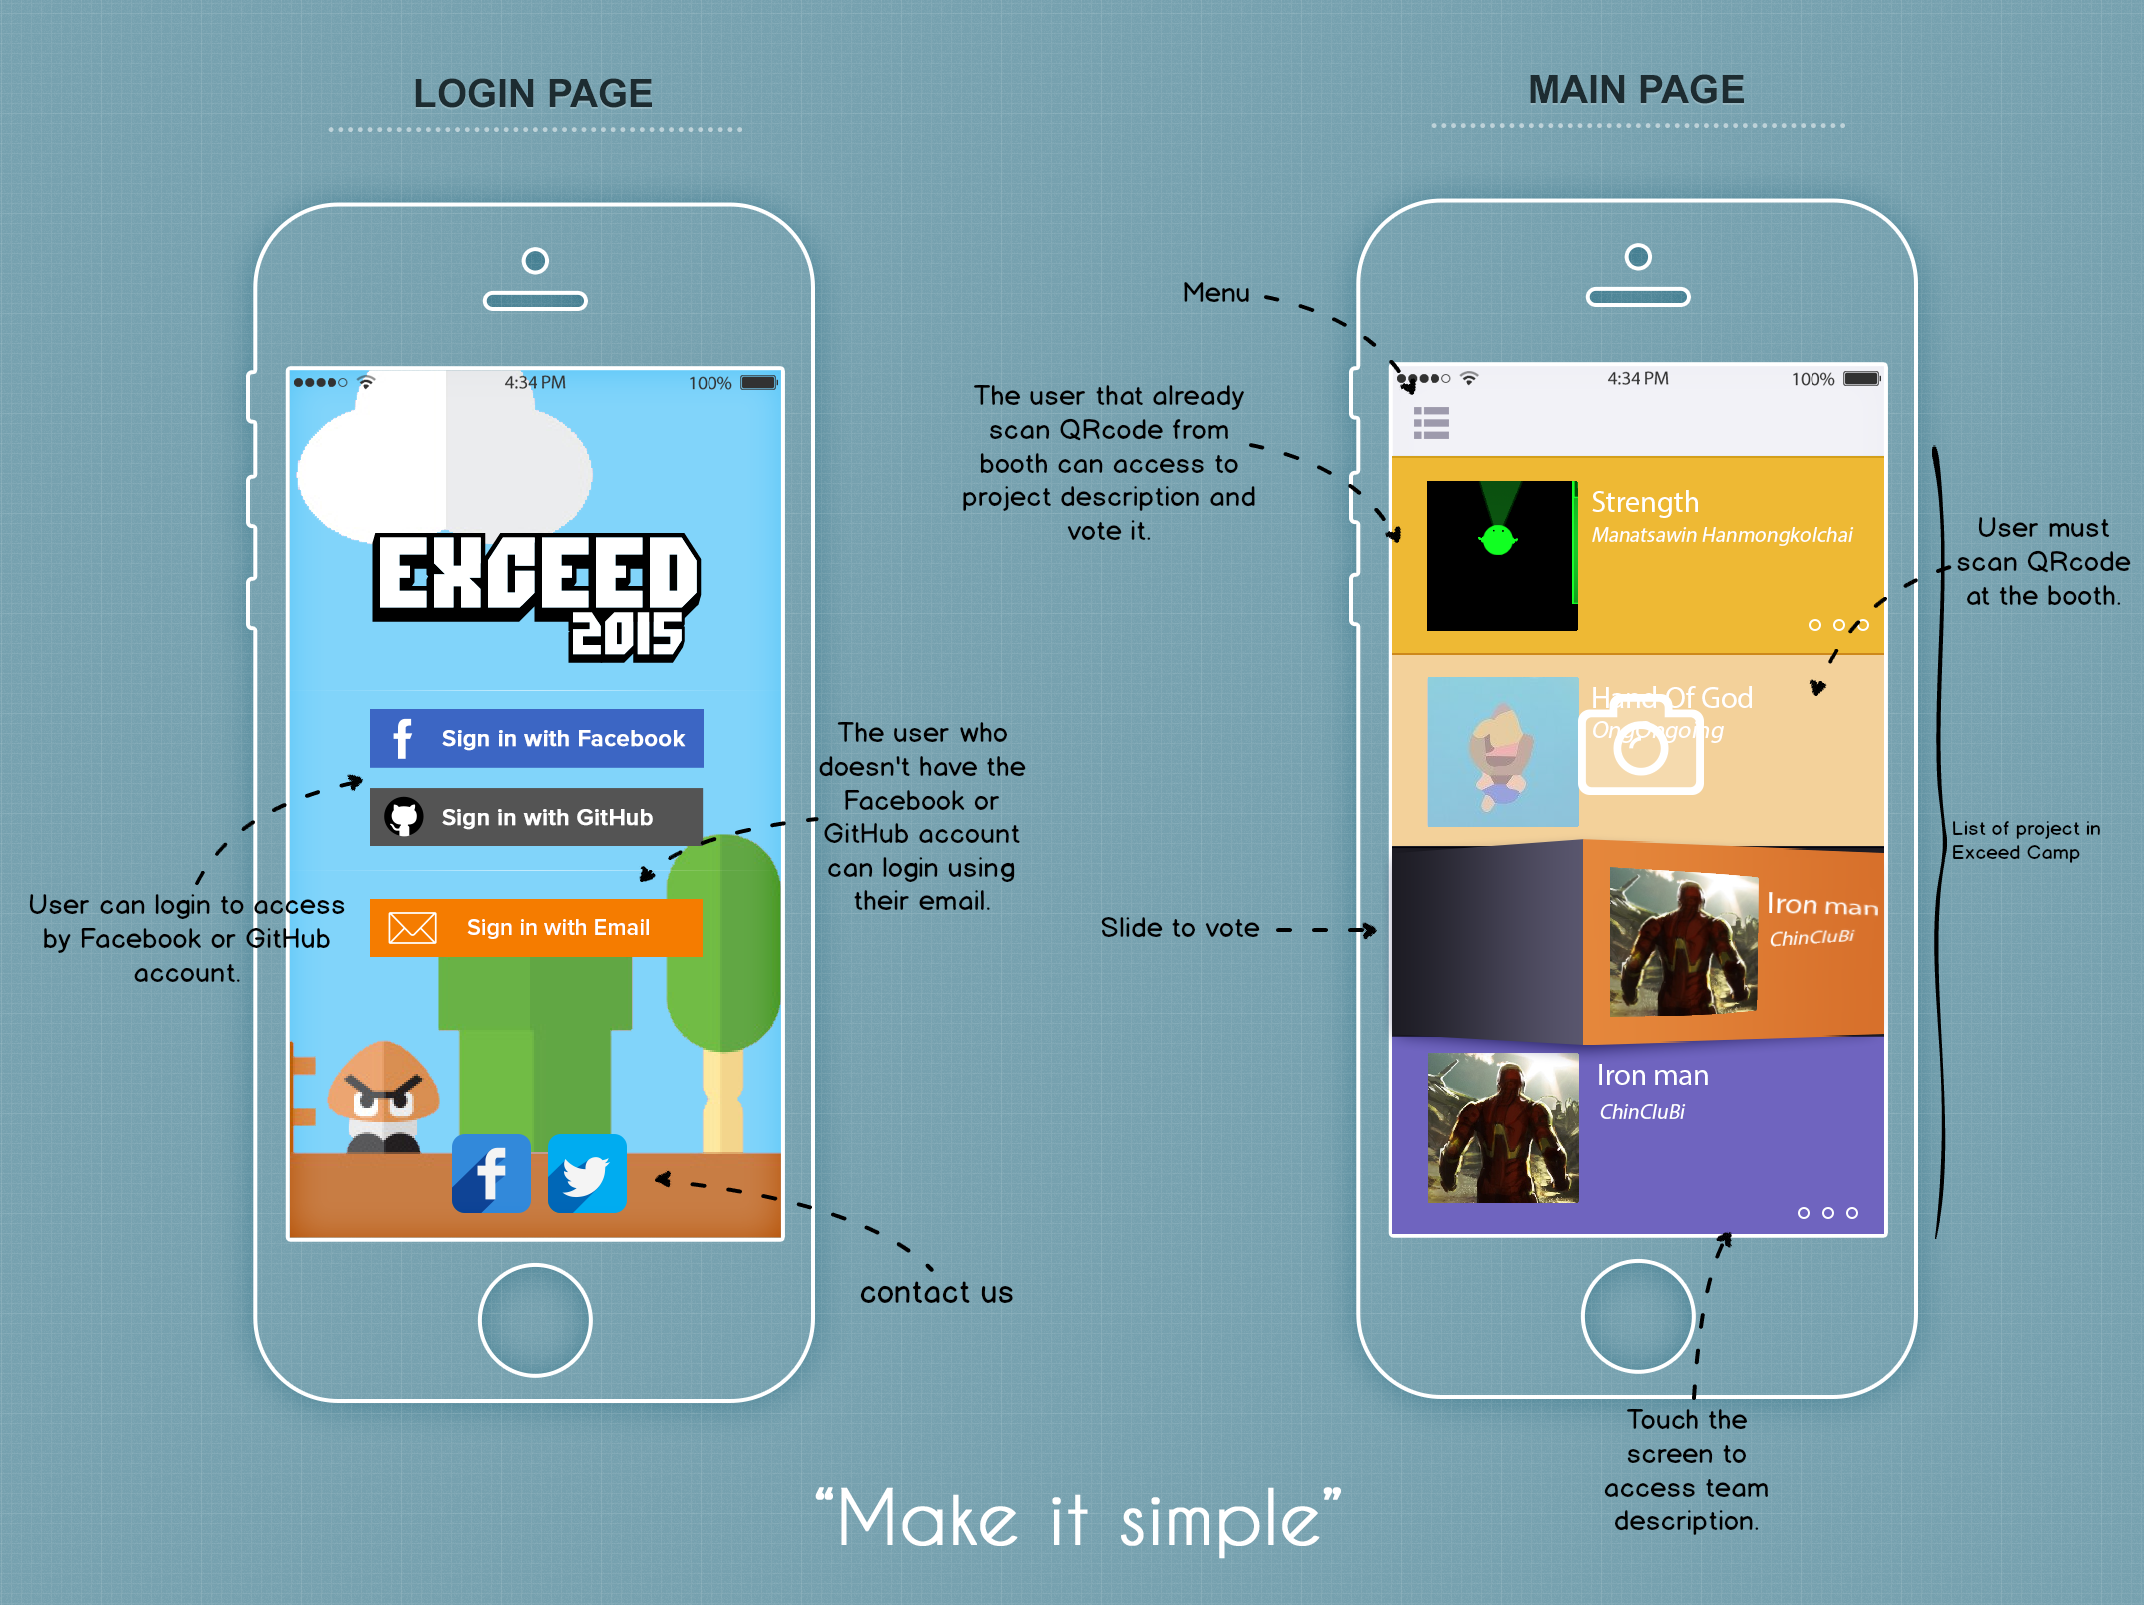 LOGIN PAGE
MAIN PAGE
4:34 PM
100%
EXCEED
2015
Sign in with Facebook
Sign in with GitHub
Sign in with Email
User can login to access
by Facebook or GitHub
account.
The user who
doesn't have the
Facebook or
GitHub account
can login using
their email.
contact us
Menu
The user that already
scan QRcode from
booth can access to
project description and
vote it.
Slide to vote
4:34 PM
100%
Strength
Manatsawin Hanmongkolchai
Hand Of God
OngOngoing
Iron man
ChinCluBi
Iron man
ChinCluBi
User must
scan QRcode
at the booth.
List of project in
Exceed Camp
Touch the
screen to
access team
description.
“Make it simple”